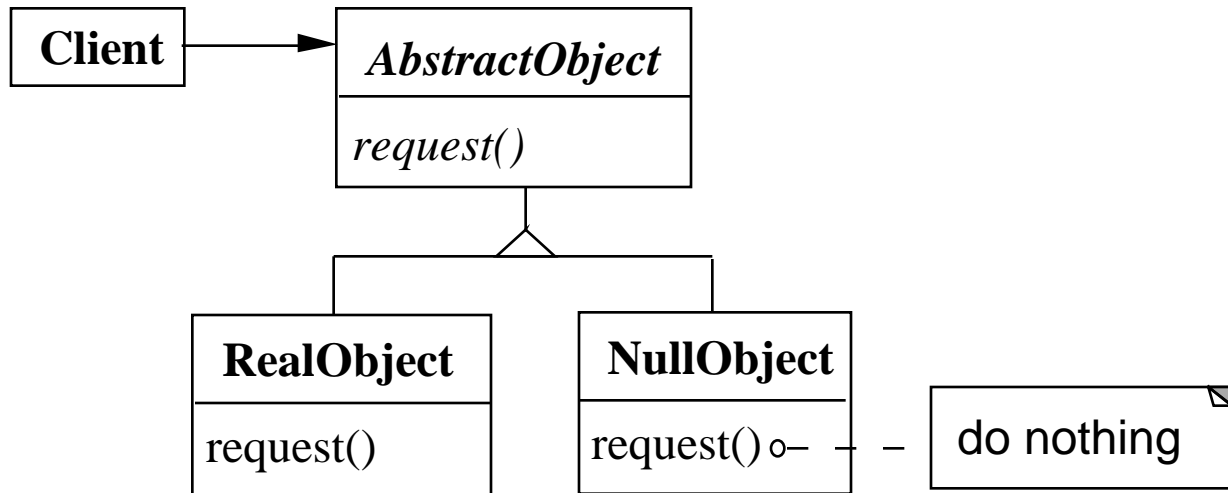 Client
AbstractObject
request()
RealObject
request()
NullObject
request()
do nothing